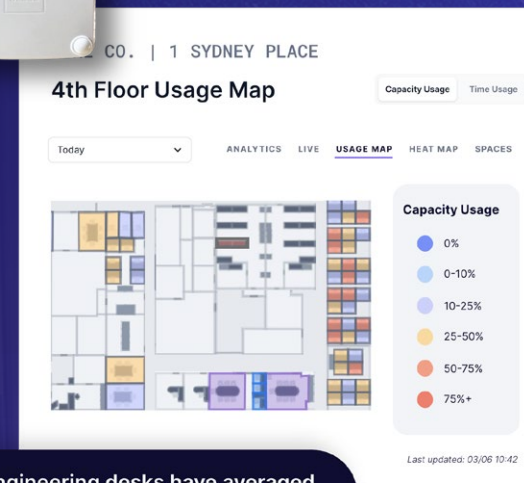 CO. | 1 SYDNEY PLACE
4th Floor Usage Map
Capacity Usage Time Usage
Today
ANALYTICS LIVE USAGE MAP HEAT MAP SPACES
Capacity Usage
0%
0-10%
10-25%
25-50%
50-75%
75%+
Last updated: 03/06 10:42
ngineering desks have averaged